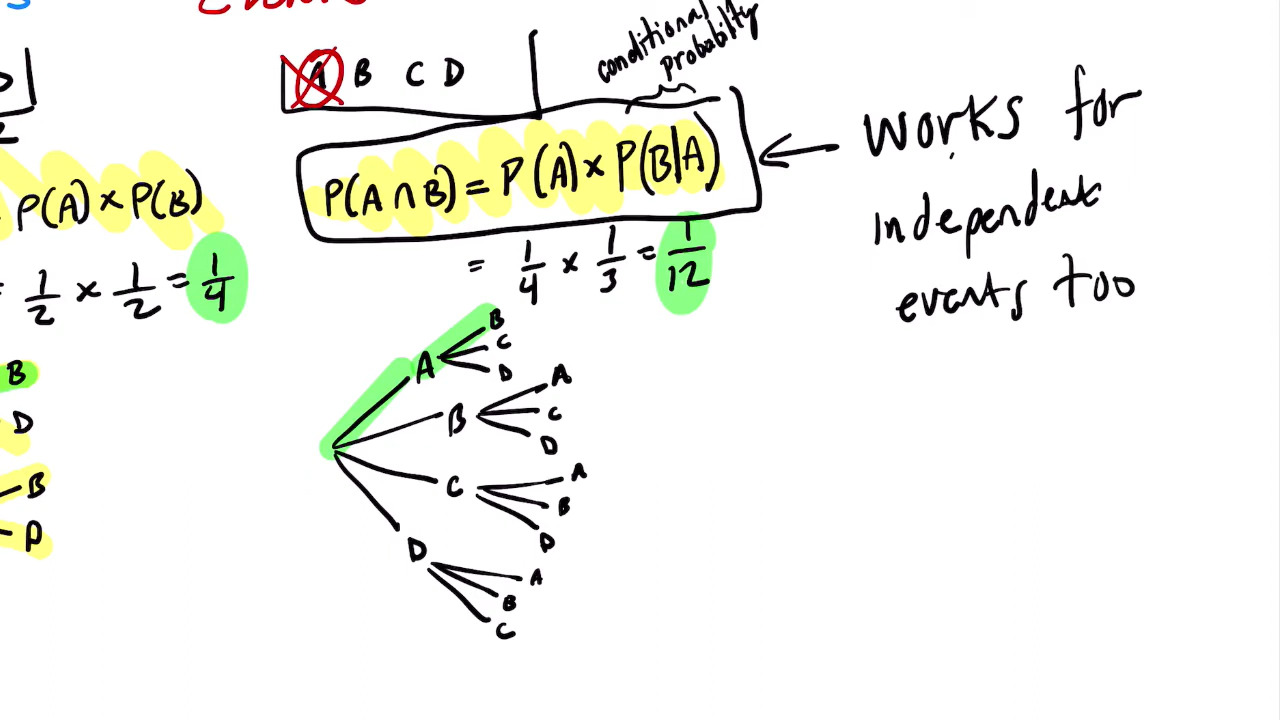 A B C D
conditional
probability
P(A ∩ B) = P(A) × P(B|A)
= 1/4 × 1/3 = 1/12
works for
independent
events too
P(A) × P(B)
= 1/2 × 1/2 = 1/4
B
D
B
D
A
B
C
D
B
A
C
D
C
A
B
D
D
A
B
C